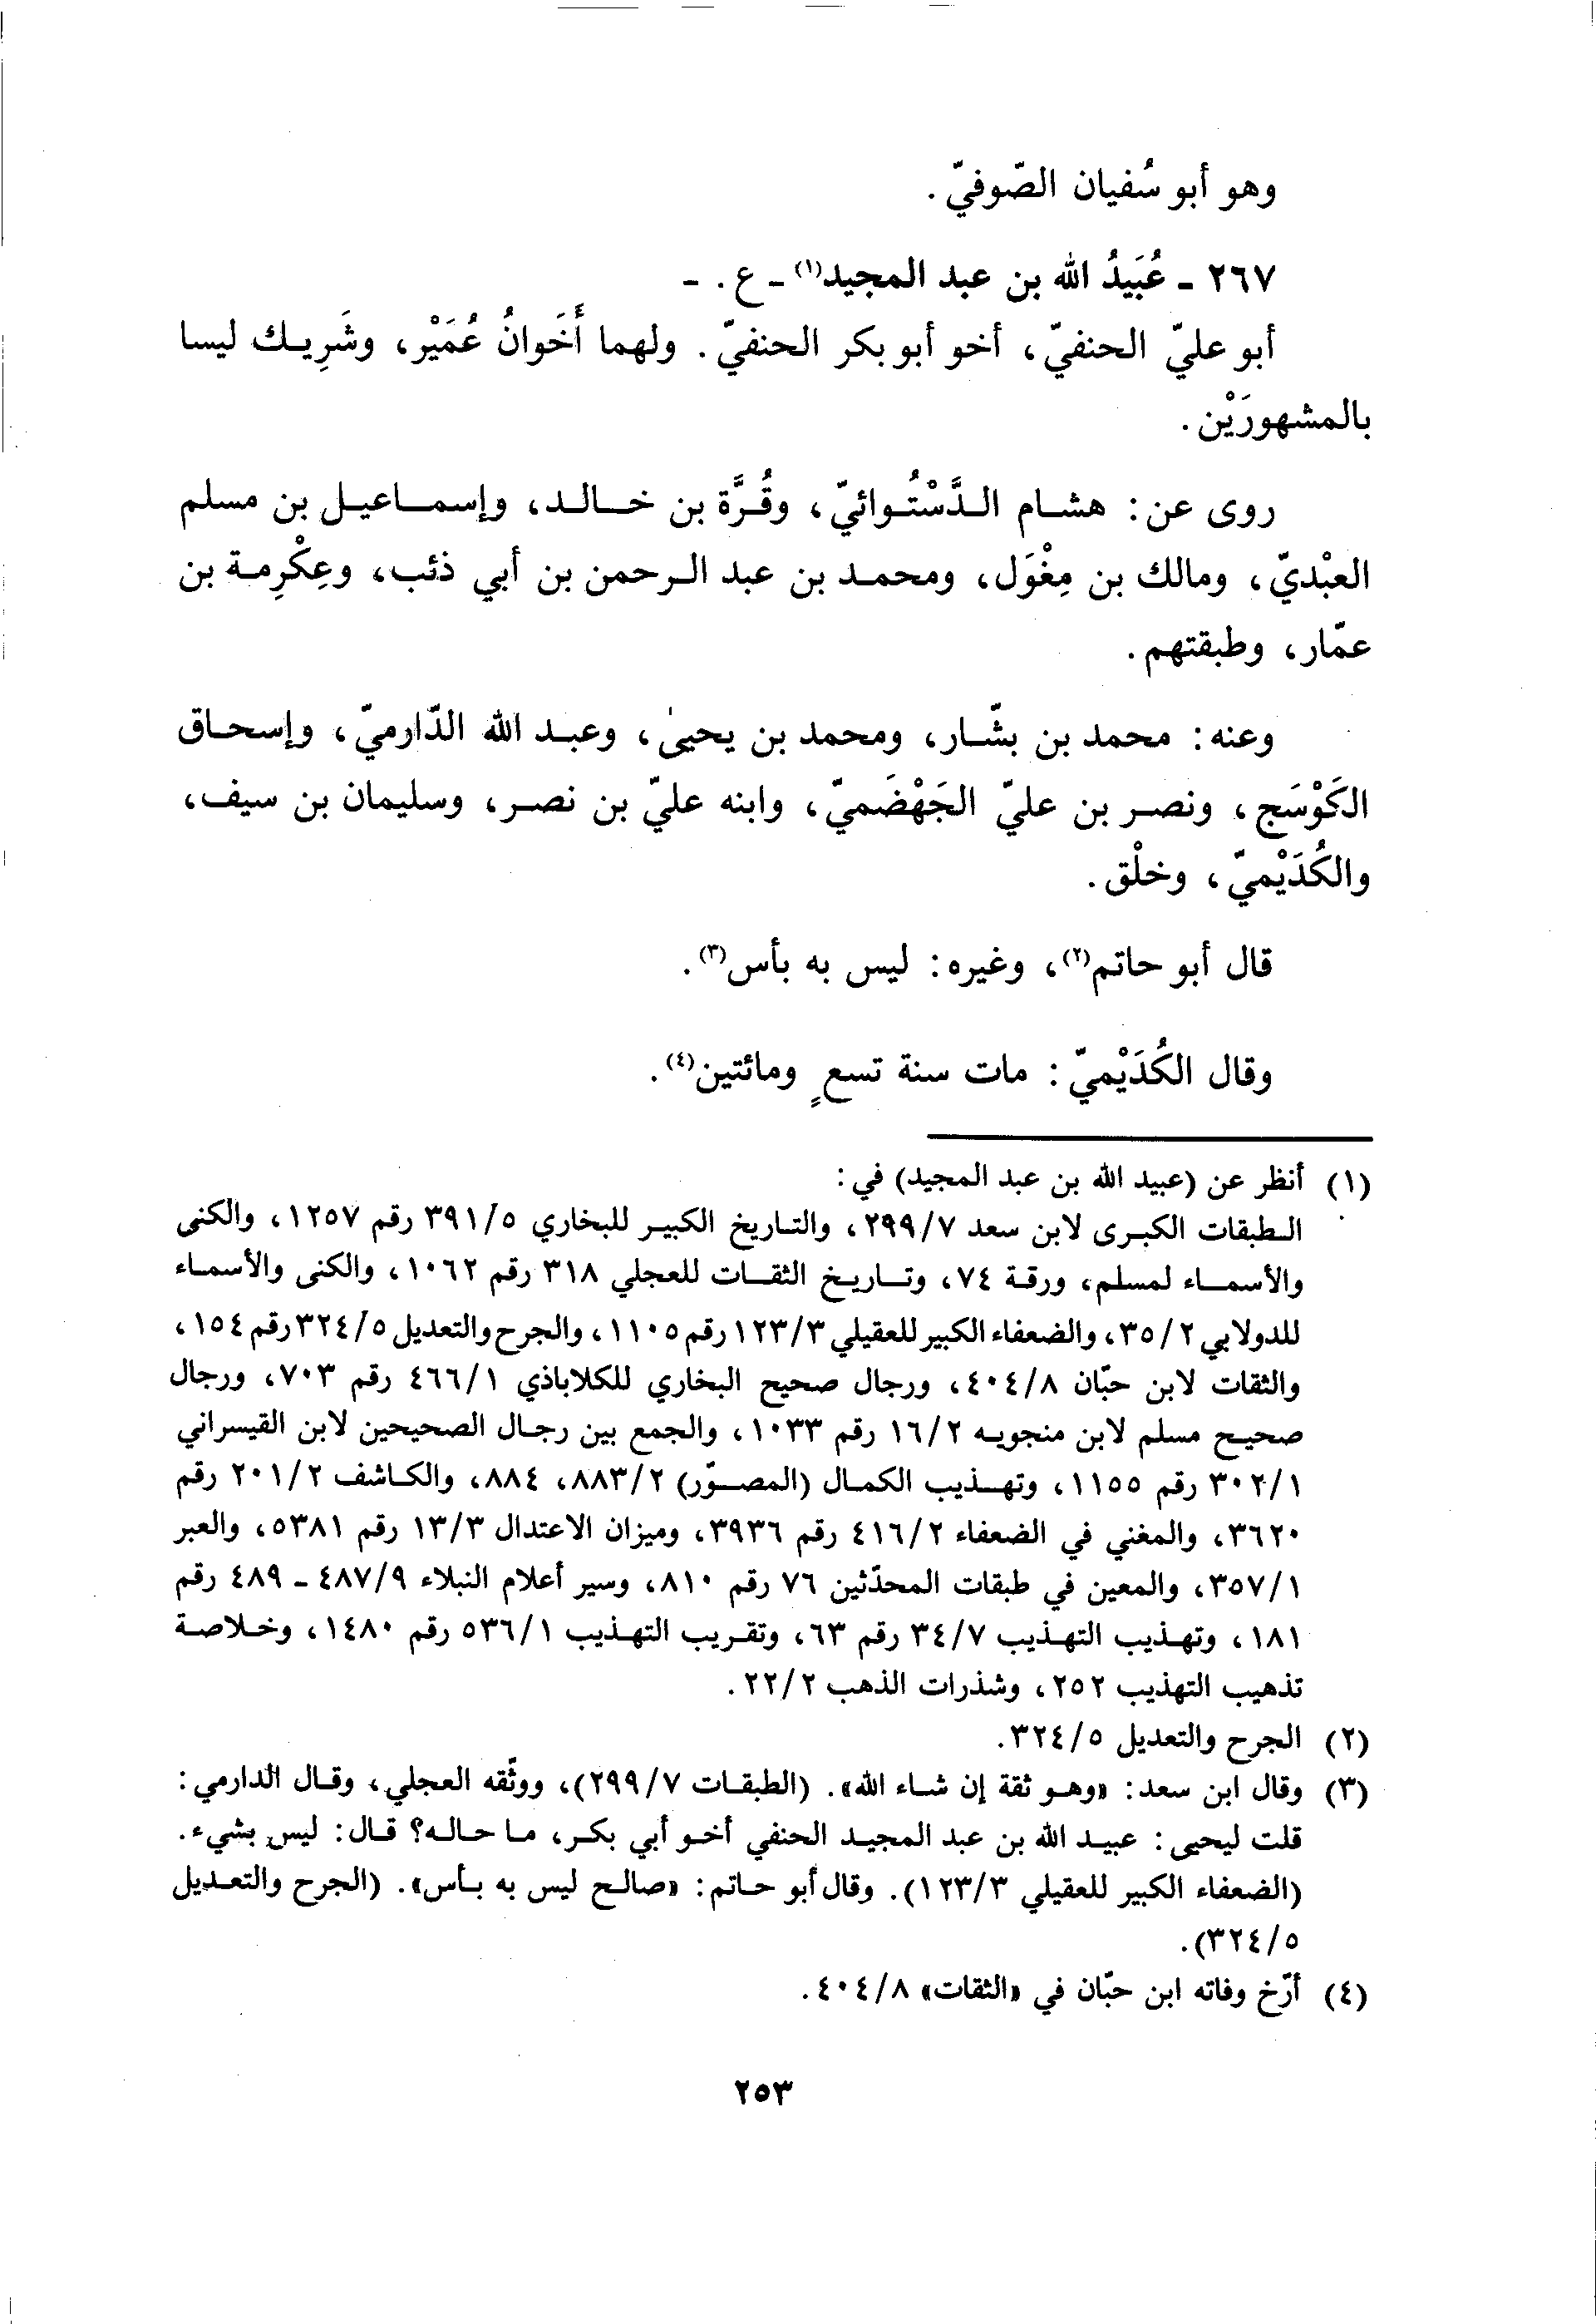 وهو أبو سُفيان الصّوفيّ.
٢٦٧ - عُبَيدُ الله بن عبد المجيد(١) - ع. -
أبو عليّ الحنفيّ، أخو أبو بكر الحنفيّ. ولهما أَخَوانُ عُمَيْر، وشَرِيك ليسا
بالمشهورَيْن.
روى عن: هشام الدَّسْتُوائيّ، وقُرَّة بن خالد، وإسماعيل بن مسلم
العبْديّ، ومالك بن مِغْوَل، ومحمد بن عبد الرحمن بن أبي ذئب، وعِكْرِمة بن
عمّار، وطبقتهم.
وعنه: محمد بن بشّار، ومحمد بن يحيىٰ، وعبد الله الدّارميّ، وإسحاق
الكَوْسَج، ونصر بن عليّ الجَهْضَميّ، وابنه عليّ بن نصر، وسليمان بن سيف،
والكُدَيْميّ، وخلْق.
قال أبو حاتم(٢)، وغيره: ليس به بأس(٣).
وقال الكُدَيْميّ: مات سنة تسعٍ ومائتين(٤).
(١) أنظر عن (عبيد الله بن عبد المجيد) في:
الطبقات الكبرى لابن سعد ٢٩٩/٧، والتاريخ الكبير للبخاري ٣٩١/٥ رقم ١٢٥٧، والكنى
والأسماء لمسلم، ورقة ٧٤، وتاريخ الثقات للعجلي ٣١٨ رقم ١٠٦٢، والكنى والأسماء
للدولابي ٣٥/٢، والضعفاء الكبير للعقيلي ١٢٣/٣ رقم ١١٠٥، والجرح والتعديل ٣٢٤/٥ رقم ١٥٤،
والثقات لابن حبّان ٤٠٤/٨، ورجال صحيح البخاري للكلاباذي ٤٦٦/١ رقم ٧٠٣، ورجال
صحيح مسلم لابن منجويه ١٦/٢ رقم ١٠٣٣، والجمع بين رجال الصحيحين لابن القيسراني
٣٠٢/١ رقم ١١٥٥، وتهذيب الكمال (المصوّر) ٨٨٣/٢، ٨٨٤، والكاشف ٢٠١/٢ رقم
٣٦٢٠، والمغني في الضعفاء ٤١٦/٢ رقم ٣٩٣٦، وميزان الاعتدال ١٣/٣ رقم ٥٣٨١، والعبر
٣٥٧/١، والمعين في طبقات المحدّثين ٧٦ رقم ٨١٠، وسير أعلام النبلاء ٤٨٧/٩ - ٤٨٩ رقم
١٨١، وتهذيب التهذيب ٣٤/٧ رقم ٦٣، وتقريب التهذيب ٥٣٦/١ رقم ١٤٨٠، وخلاصة
تذهيب التهذيب ٢٥٢، وشذرات الذهب ٢٢/٢.
(٢) الجرح والتعديل ٣٢٤/٥.
(٣) وقال ابن سعد: «وهو ثقة إن شاء الله». (الطبقات ٢٩٩/٧)، ووثّقه العجلي، وقال الدارمي:
قلت ليحيى: عبيد الله بن عبد المجيد الحنفي أخو أبي بكر، ما حاله؟ قال: ليس بشيء.
(الضعفاء الكبير للعقيلي ١٢٣/٣). وقال أبو حاتم: «صالح ليس به بأس». (الجرح والتعديل
٣٢٤/٥).
(٤) أرّخ وفاته ابن حبّان في «الثقات» ٤٠٤/٨.
٢٥٣